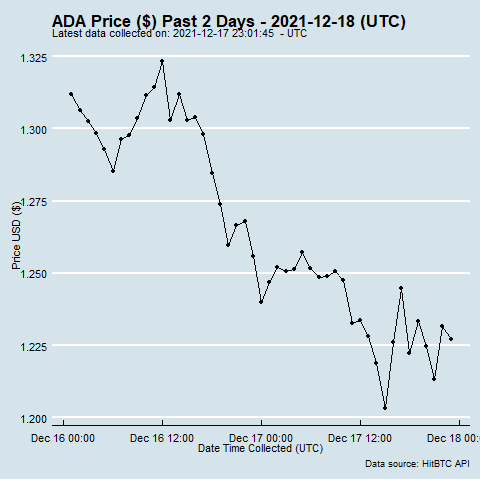 ADA Price ($) Past 2 Days - 2021-12-18 (UTC)
Latest data collected on: 2021-12-17 23:01:45 - UTC
1.325
1.300
1.275
1.250
1.225
1.200
Price USD ($)
Dec 16 00:00
Dec 16 12:00
Dec 17 00:00
Dec 17 12:00
Dec 18 00:
Date Time Collected (UTC)
Data source: HitBTC API